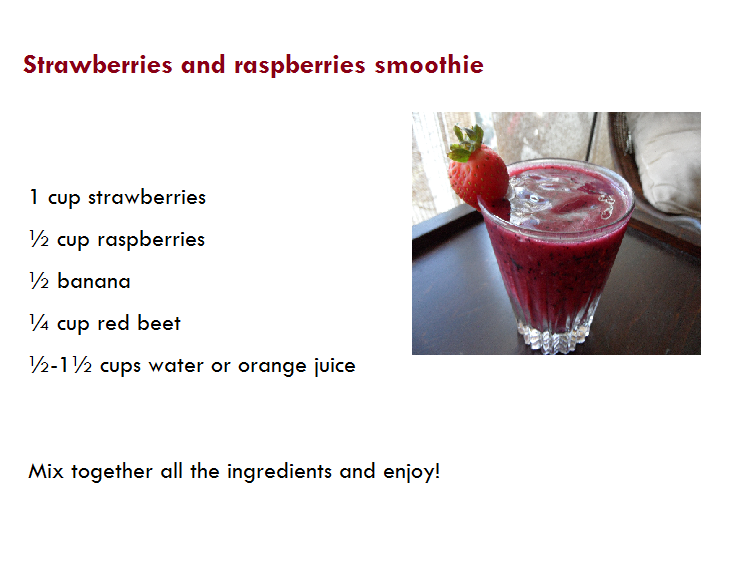 Strawberries and raspberries smoothie
1 cup strawberries
½ cup raspberries
½ banana
¼ cup red beet
½-1½ cups water or orange juice
Mix together all the ingredients and enjoy!